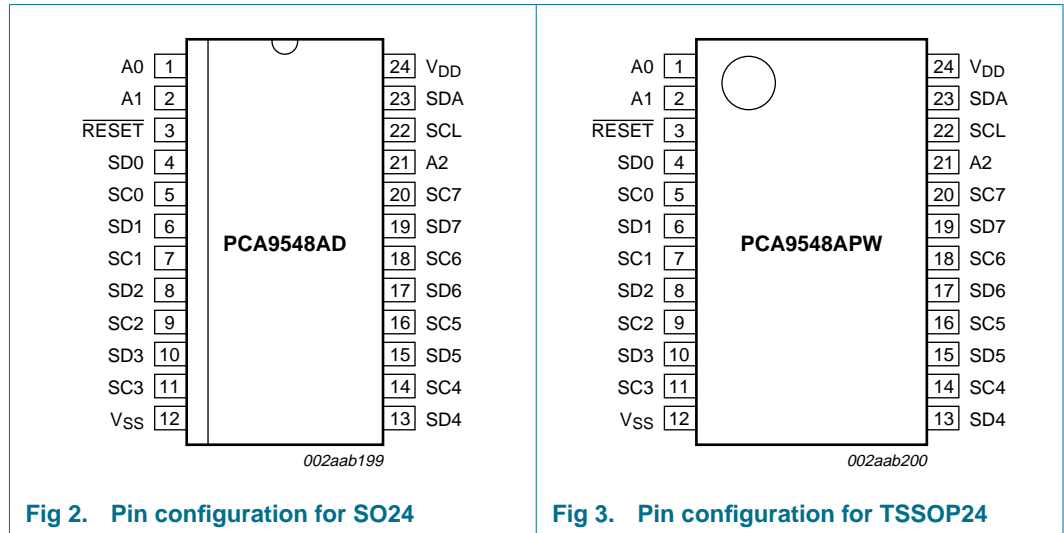 A0 1 24 VDD
A1 2 23 SDA
RESET 3 22 SCL
SD0 4 21 A2
SC0 5 20 SC7
SD1 6 19 SD7
PCA9548AD
SC1 7 18 SC6
SD2 8 17 SD6
SC2 9 16 SC5
SD3 10 15 SD5
SC3 11 14 SC4
VSS 12 13 SD4
002aab199
Fig 2. Pin configuration for SO24
A0 1 24 VDD
A1 2 23 SDA
RESET 3 22 SCL
SD0 4 21 A2
SC0 5 20 SC7
SD1 6 19 SD7
PCA9548APW
SC1 7 18 SC6
SD2 8 17 SD6
SC2 9 16 SC5
SD3 10 15 SD5
SC3 11 14 SC4
VSS 12 13 SD4
002aab200
Fig 3. Pin configuration for TSSOP24